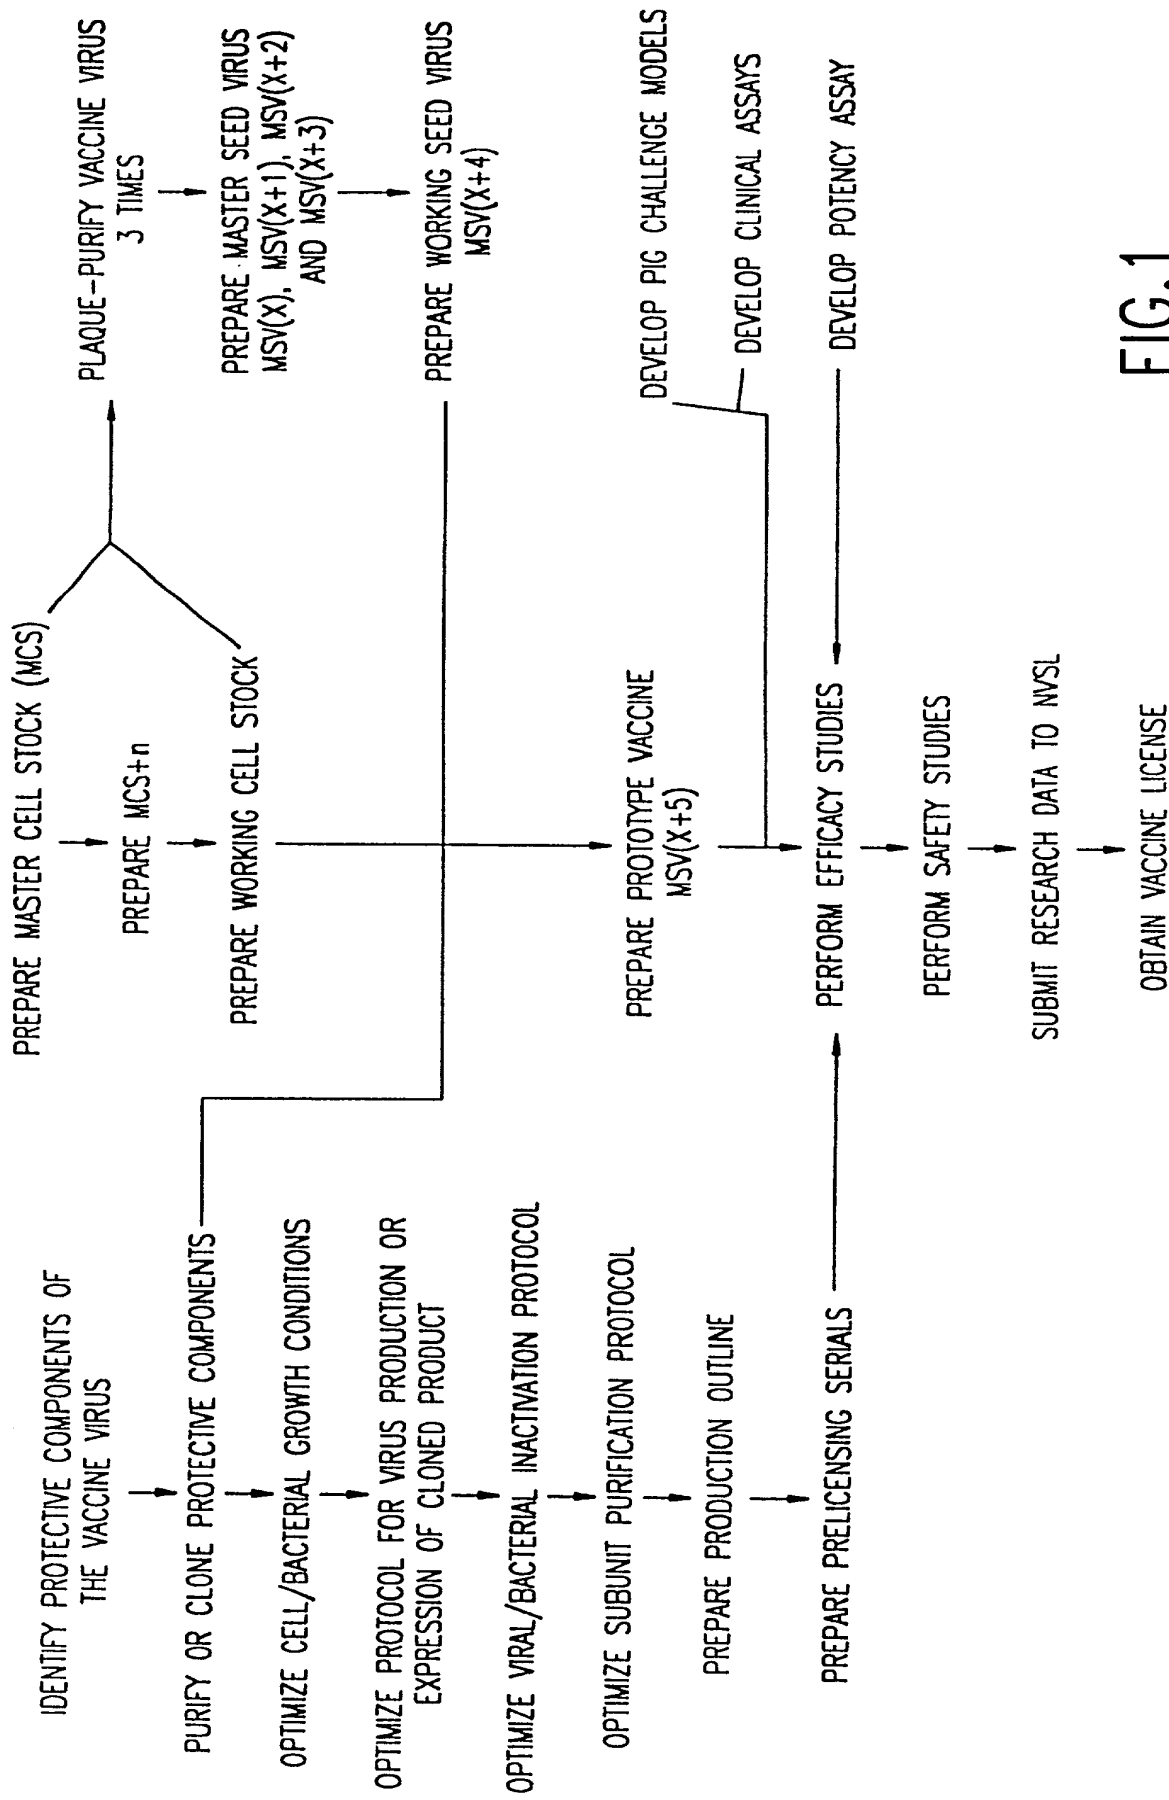 IDENTIFY PROTECTIVE COMPONENTS OF
THE VACCINE VIRUS
PURIFY OR CLONE PROTECTIVE COMPONENTS
OPTIMIZE CELL/BACTERIAL GROWTH CONDITIONS
OPTIMIZE PROTOCOL FOR VIRUS PRODUCTION OR
EXPRESSION OF CLONED PRODUCT
OPTIMIZE VIRAL/BACTERIAL INACTIVATION PROTOCOL
OPTIMIZE SUBUNIT PURIFICATION PROTOCOL
PREPARE PRODUCTION OUTLINE
PREPARE PRELICENSING SERIALS
PREPARE MASTER CELL STOCK (MCS)
PREPARE MCS+n
PREPARE WORKING CELL STOCK
PREPARE PROTOTYPE VACCINE
MSV(X+5)
PERFORM EFFICACY STUDIES
PERFORM SAFETY STUDIES
SUBMIT RESEARCH DATA TO NVSL
OBTAIN VACCINE LICENSE
PLAQUE-PURIFY VACCINE VIRUS
3 TIMES
PREPARE MASTER SEED VIRUS
MSV(X), MSV(X+1), MSV(X+2)
AND MSV(X+3)
PREPARE WORKING SEED VIRUS
MSV(X+4)
DEVELOP PIG CHALLENGE MODELS
DEVELOP CLINICAL ASSAYS
DEVELOP POTENCY ASSAY
FIG.1